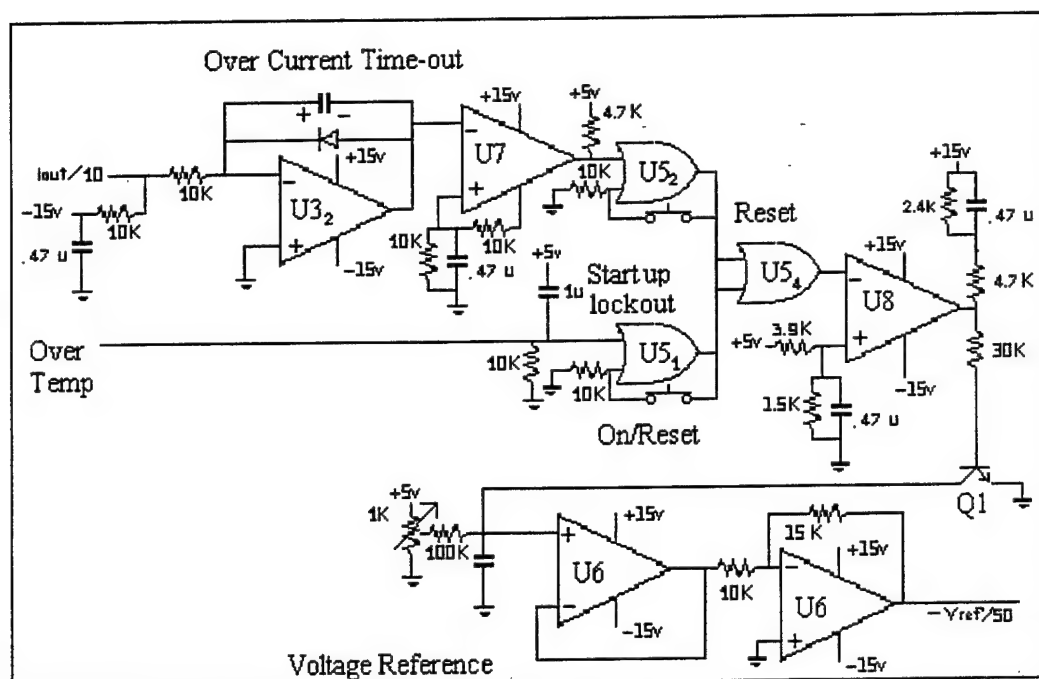 Over Current Time-out
+15v
+5v
4.7K
+ -
U7
-
+
+15v
Iout/10
10K
-
U3₂
+
-15v
10K
.47 u
-15v
10K
.47 u
10K
10K
U5₂
Reset
+15v
2.4k
.47 u
4.7K
30K
+5v
1u
Startup
lockout
U5₄
+15v
-
U8
+
-15v
+5v
3.9K
1.5K
.47 u
Over
Temp
10K
10K
U5₁
On/Reset
Q1
+5v
1K
100K
+15v
+
U6
-
-15v
10K
15K
+15v
-
U6
+
-15v
-Vref/50
Voltage Reference